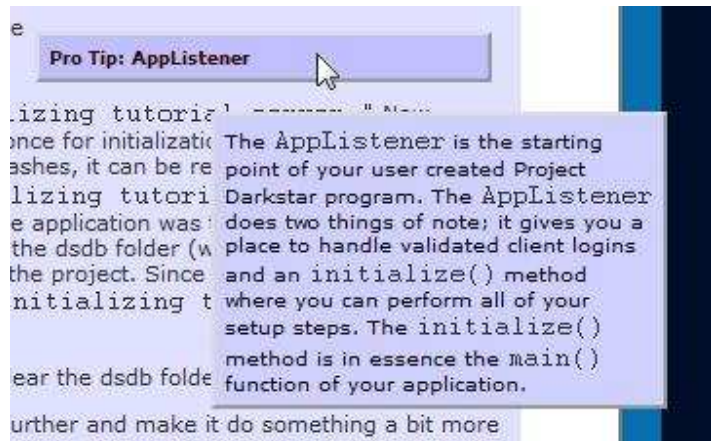 e
Pro Tip: AppListener
izing tutorial server." Now
once for initializatio
ashes, it can be re
lizing tutori
e application was
the dsdb folder (w
the project. Since
nitializing t
ear the dsdb folde
urther and make it do something a bit more
The AppListener is the starting
point of your user created Project
Darkstar program. The AppListener
does two things of note; it gives you a
place to handle validated client logins
and an initialize() method
where you can perform all of your
setup steps. The initialize()
method is in essence the main()
function of your application.